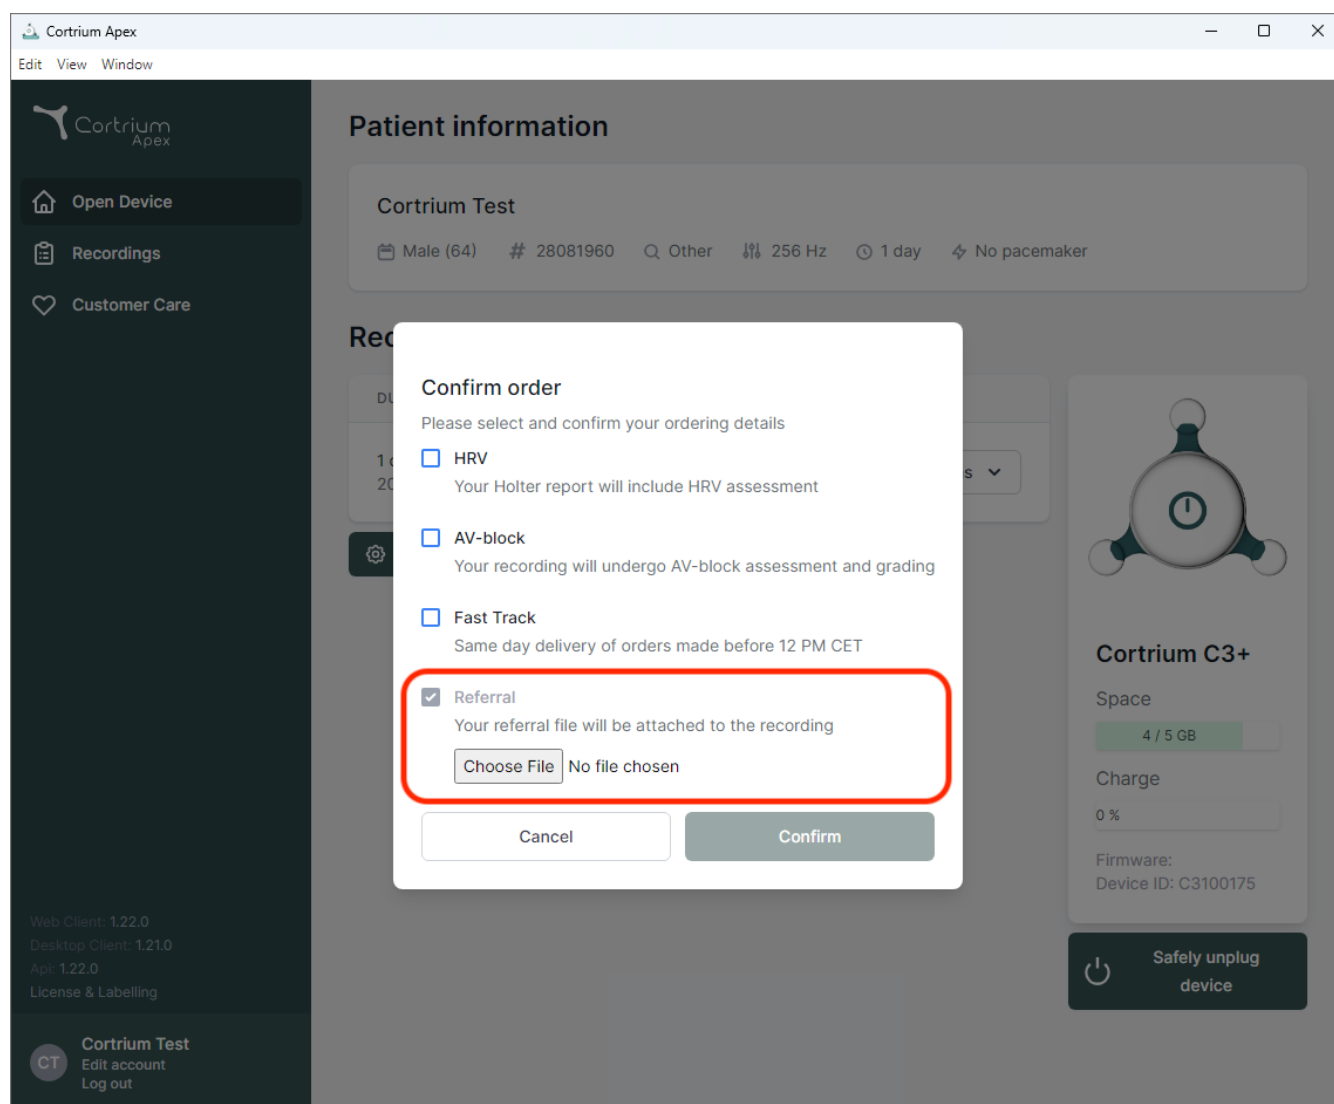 Cortrium Apex
Edit View Window
Cortrium
Apex
Open Device
Recordings
Customer Care
Web Client: 1.22.0
Desktop Client: 1.21.0
Api: 1.22.0
License & Labelling
CT
Cortrium Test
Edit account
Log out
Patient information
Cortrium Test
Male (64) # 28081960 Other 256 Hz 1 day No pacemaker
Confirm order
Please select and confirm your ordering details
HRV
Your Holter report will include HRV assessment
AV-block
Your recording will undergo AV-block assessment and grading
Fast Track
Same day delivery of orders made before 12 PM CET
Referral
Your referral file will be attached to the recording
Choose File No file chosen
Cancel Confirm
Cortrium C3+
Space
4 / 5 GB
Charge
0 %
Firmware:
Device ID: C3100175
Safely unplug
device